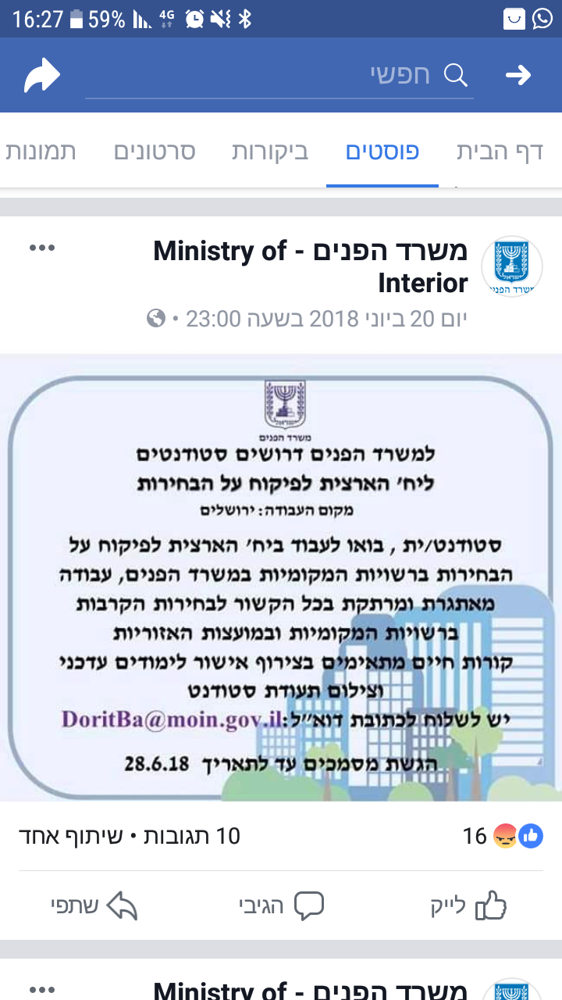 16:27 59% 4G
חפשי
דף הבית פוסטים ביקורות סרטונים תמונות
משרד הפנים - Ministry of
Interior
משרד הפנים
יום 20 ביוני 2018 בשעה 23:00 •
משרד הפנים
למשרד הפנים דרושים סטודנטים
ליח' הארצית לפיקוח על הבחירות
מקום העבודה: ירושלים
סטודנט/ית , בואו לעבוד ביח' הארצית לפיקוח על
הבחירות ברשויות המקומיות במשרד הפנים, עבודה
מאתגרת ומרתקת בכל הקשור לבחירות הקרבות
ברשויות המקומיות ובמועצות האזוריות
קורות חיים מתאימים בצירוף אישור לימודים עדכני
וצילום תעודת סטודנט
יש לשלוח לכתובת דוא״ל:DoritBa@moin.gov.il
הגשת מסמכים עד לתאריך 28.6.18
16
10 תגובות • שיתוף אחד
לייק הגיבי שתפי
משרד הפנים - Ministry of